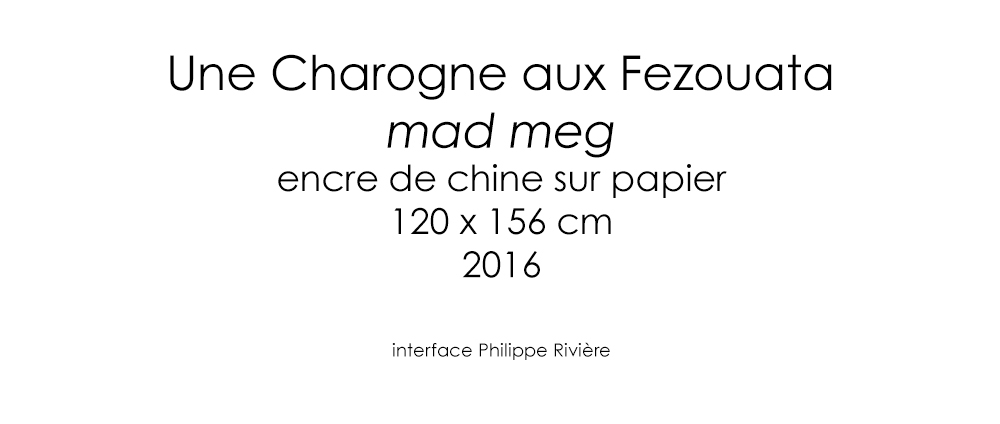 Une Charogne aux Fezouata
mad meg
encre de chine sur papier
120 x 156 cm
2016
interface Philippe Rivière